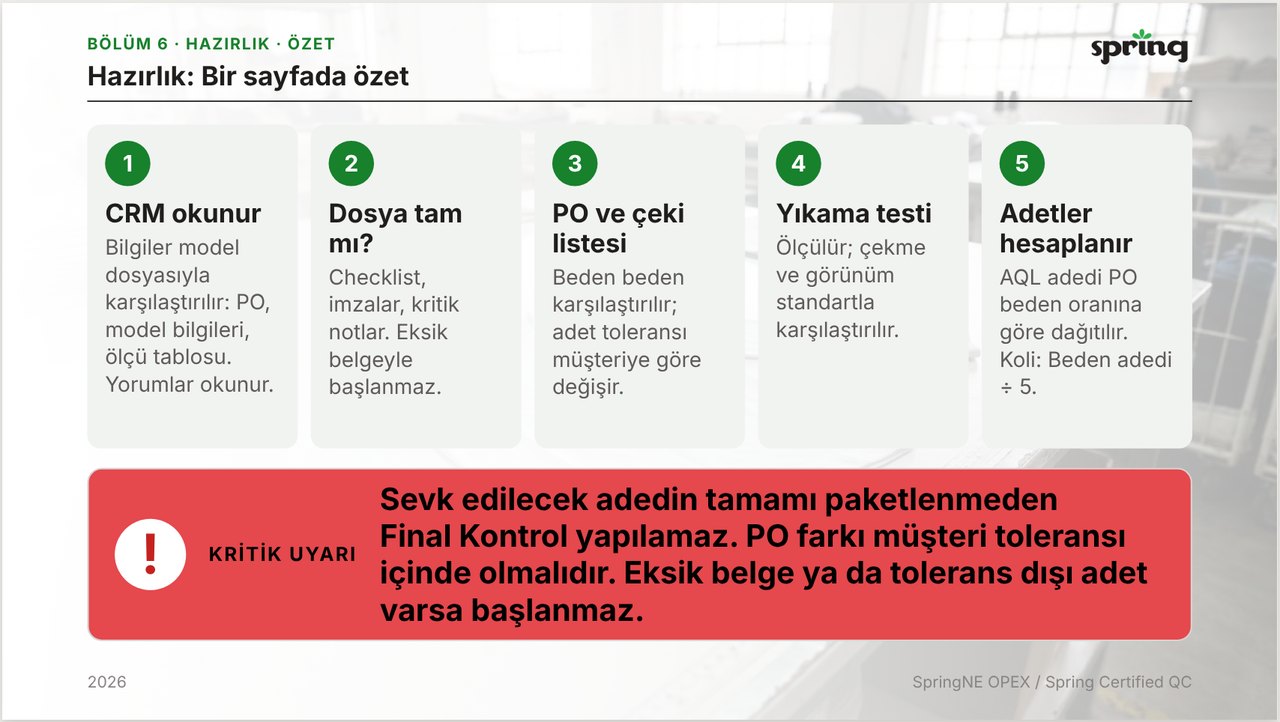 BÖLÜM 6 · HAZIRLIK · ÖZET
spring
Hazırlık: Bir sayfada özet
1
CRM okunur
Bilgiler model
dosyasıyla
karşılaştırılır: PO,
model bilgileri,
ölçü tablosu.
Yorumlar okunur.
2
Dosya tam
mı?
Checklist,
imzalar, kritik
notlar. Eksik
belgeyle
başlanmaz.
3
PO ve çeki
listesi
Beden beden
karşılaştırılır;
adet toleransı
müşteriye göre
değişir.
4
Yıkama testi
Ölçülür; çekme
ve görünüm
standartla
karşılaştırılır.
5
Adetler
hesaplanır
AQL adedi PO
beden oranına
göre dağıtılır.
Koli: Beden adedi
÷ 5.
!
KRİTİK UYARI
Sevk edilecek adedin tamamı paketlenmeden
Final Kontrol yapılamaz. PO farkı müşteri toleransı
içinde olmalıdır. Eksik belge ya da tolerans dışı adet
varsa başlanmaz.
2026
SpringNE OPEX / Spring Certified QC